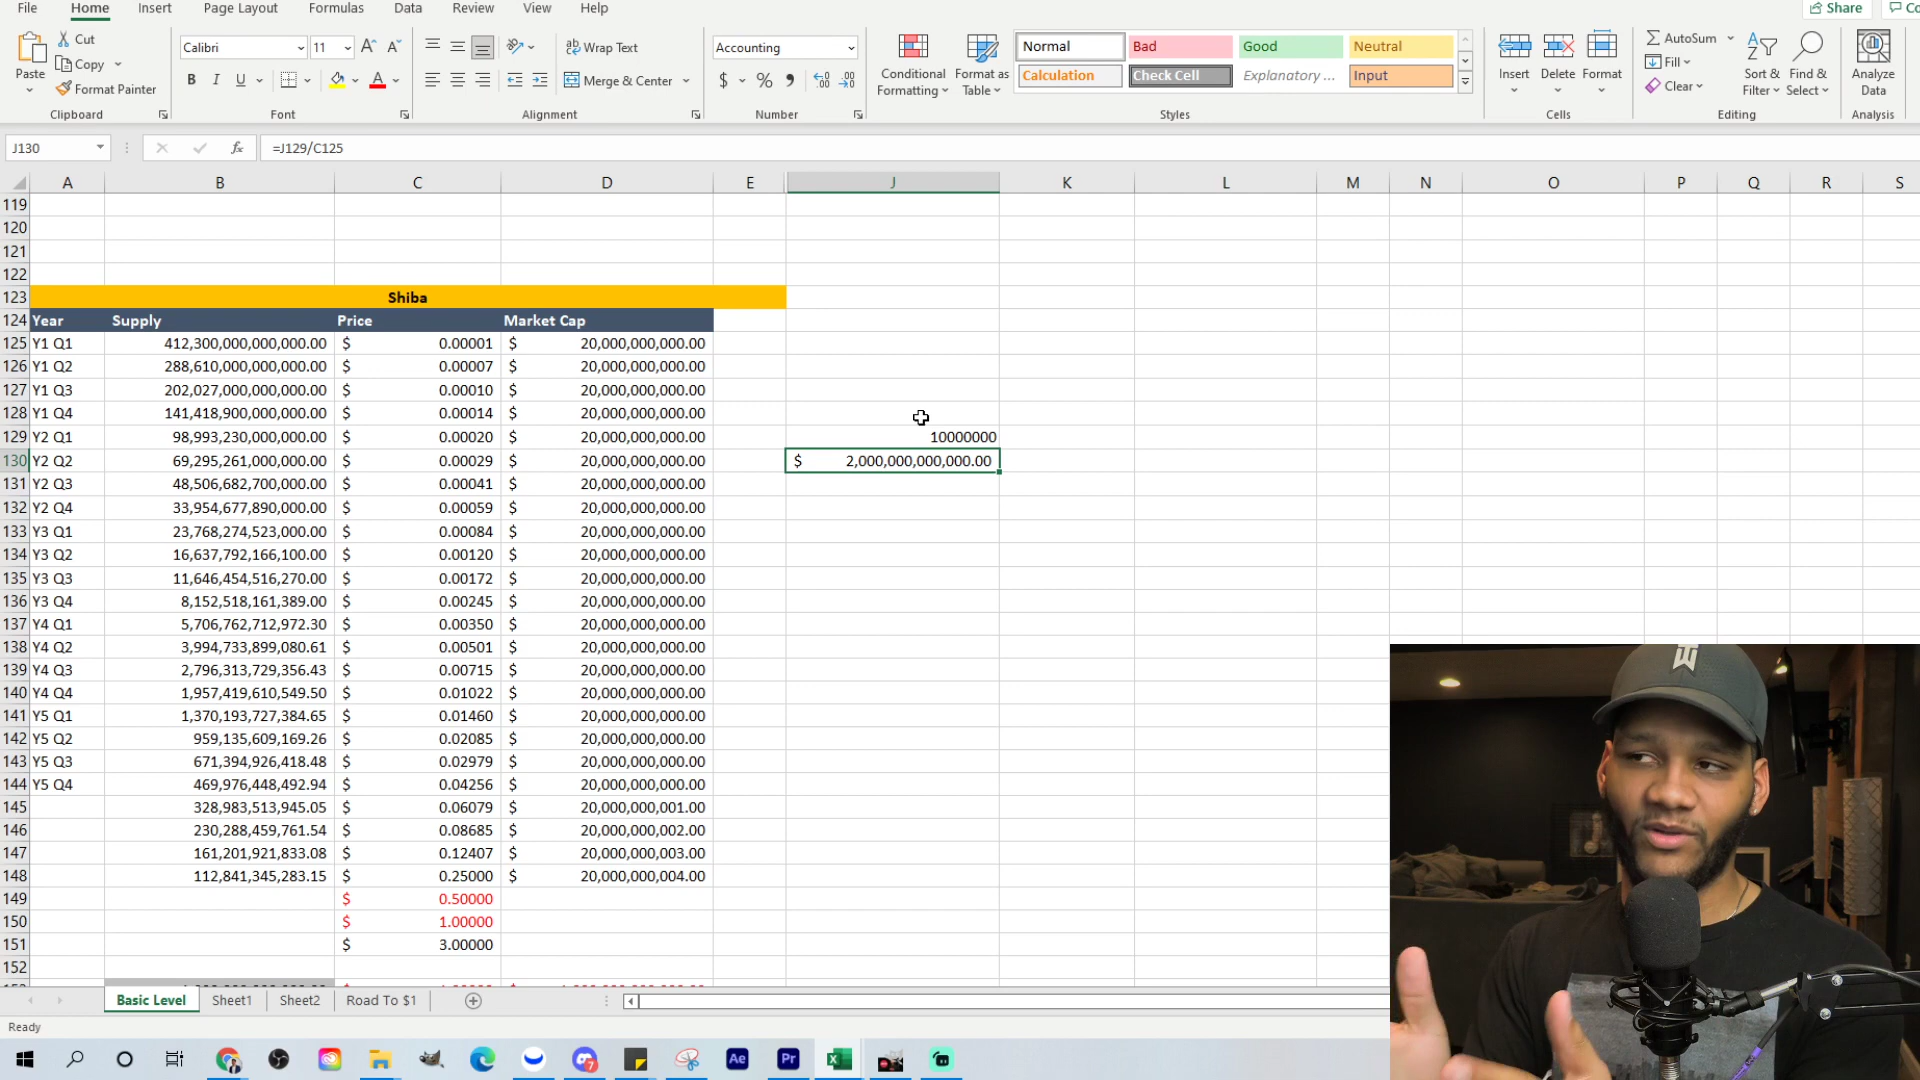 File Home Insert Page Layout Formulas Data Review View Help Share Co
Paste Cut Copy Format Painter Clipboard
Calibri 11 B I U Font
Wrap Text Merge & Center Alignment
Accounting $ % Number
Conditional Formatting Format as Table
Normal Bad Good Neutral
Calculation Check Cell Explanatory ... Input
Styles
Insert Delete Format Cells
AutoSum Fill Clear Sort & Filter Find & Select Editing
Analyze Data Analysis
J130 fx =J129/C125
A B C D E J K L M N O P Q R S
119
120
121
122
123 Shiba
124 Year Supply Price Market Cap
125 Y1 Q1 412,300,000,000,000.00 $ 0.00001 $ 20,000,000,000.00
126 Y1 Q2 288,610,000,000,000.00 $ 0.00007 $ 20,000,000,000.00
127 Y1 Q3 202,027,000,000,000.00 $ 0.00010 $ 20,000,000,000.00
128 Y1 Q4 141,418,900,000,000.00 $ 0.00014 $ 20,000,000,000.00
129 Y2 Q1 98,993,230,000,000.00 $ 0.00020 $ 20,000,000,000.00 10000000
130 Y2 Q2 69,295,261,000,000.00 $ 0.00029 $ 20,000,000,000.00 $ 2,000,000,000,000.00
131 Y2 Q3 48,506,682,700,000.00 $ 0.00041 $ 20,000,000,000.00
132 Y2 Q4 33,954,677,890,000.00 $ 0.00059 $ 20,000,000,000.00
133 Y3 Q1 23,768,274,523,000.00 $ 0.00084 $ 20,000,000,000.00
134 Y3 Q2 16,637,792,166,100.00 $ 0.00120 $ 20,000,000,000.00
135 Y3 Q3 11,646,454,516,270.00 $ 0.00172 $ 20,000,000,000.00
136 Y3 Q4 8,152,518,161,389.00 $ 0.00245 $ 20,000,000,000.00
137 Y4 Q1 5,706,762,712,972.30 $ 0.00350 $ 20,000,000,000.00
138 Y4 Q2 3,994,733,899,080.61 $ 0.00501 $ 20,000,000,000.00
139 Y4 Q3 2,796,313,729,356.43 $ 0.00715 $ 20,000,000,000.00
140 Y4 Q4 1,957,419,610,549.50 $ 0.01022 $ 20,000,000,000.00
141 Y5 Q1 1,370,193,727,384.65 $ 0.01460 $ 20,000,000,000.00
142 Y5 Q2 959,135,609,169.26 $ 0.02085 $ 20,000,000,000.00
143 Y5 Q3 671,394,926,418.48 $ 0.02979 $ 20,000,000,000.00
144 Y5 Q4 469,976,448,492.94 $ 0.04256 $ 20,000,000,000.00
145 328,983,513,945.05 $ 0.06079 $ 20,000,000,001.00
146 230,288,459,761.54 $ 0.08685 $ 20,000,000,002.00
147 161,201,921,833.08 $ 0.12407 $ 20,000,000,003.00
148 112,841,345,283.15 $ 0.25000 $ 20,000,000,004.00
149 $ 0.50000
150 $ 1.00000
151 $ 3.00000
152
Basic Level Sheet1 Sheet2 Road To $1
Ready
Ae Pr